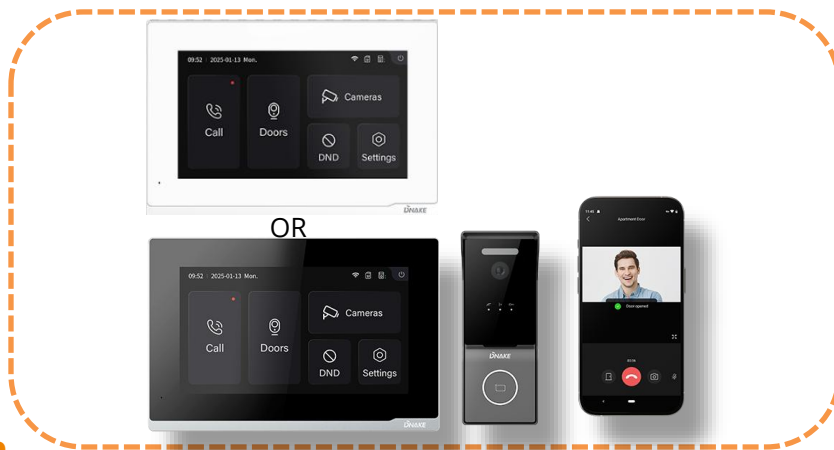 09:52 2025-01-13 Mon.
Call
Doors
Cameras
DND
Settings
DNAKE
OR
09:52 2025-01-13 Mon.
Call
Doors
Cameras
DND
Settings
DNAKE
DNAKE
Apartment Door
Door opened